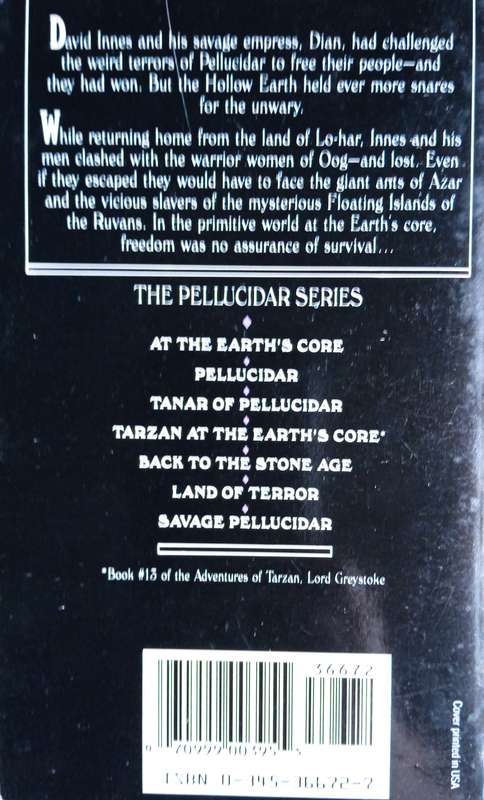 David Innes and his savage empress, Dian, had challenged
the weird terrors of Pellucidar to free their people—and
they had won. But the Hollow Earth held ever more snares
for the unwary.
While returning home from the land of Lo-har, Innes and his
men clashed with the warrior women of Oog—and lost. Even
if they escaped they would have to face the giant ants of Azar
and the vicious slavers of the mysterious Floating Islands of
the Ruvans. In the primitive world at the Earth's core,
freedom was no assurance of survival...
THE PELLUCIDAR SERIES
AT THE EARTH'S CORE
PELLUCIDAR
TANAR OF PELLUCIDAR
TARZAN AT THE EARTH'S CORE*
BACK TO THE STONE AGE
LAND OF TERROR
SAVAGE PELLUCIDAR
*Book #13 of the Adventures of Tarzan, Lord Greystoke
36672
70999 00395
ISBN 0-345-36672-7
Cover printed in USA